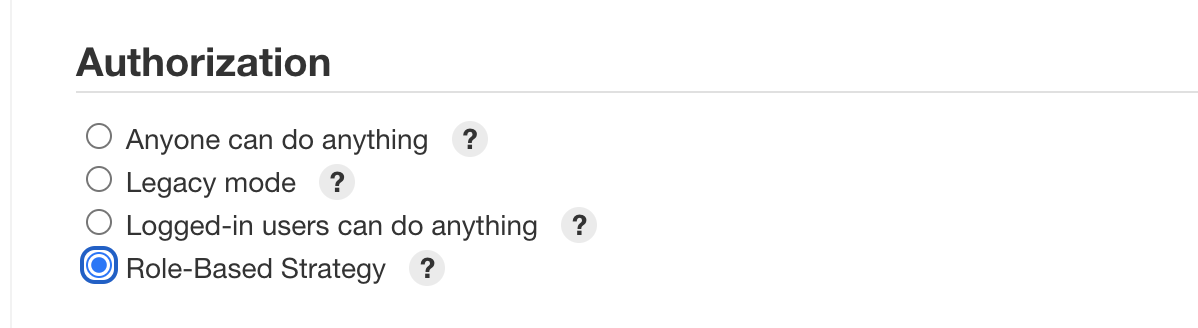 Authorization
Anyone can do anything ?
Legacy mode ?
Logged-in users can do anything ?
Role-Based Strategy ?